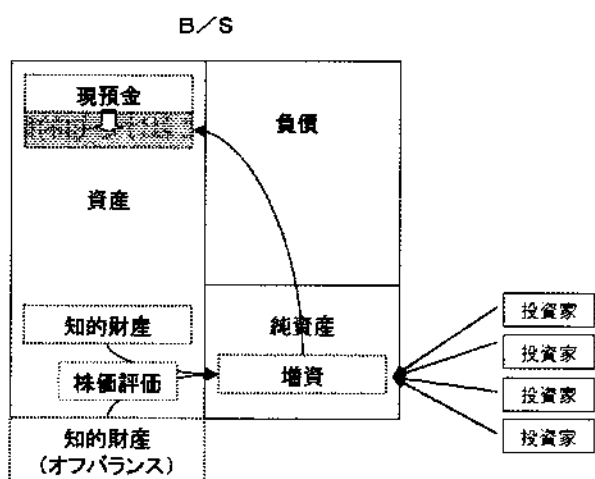 B/S
現預金
負債
資産
知的財産
純資産
株価評価
増資
知的財産
(オフバランス)
投資家
投資家
投資家
投資家